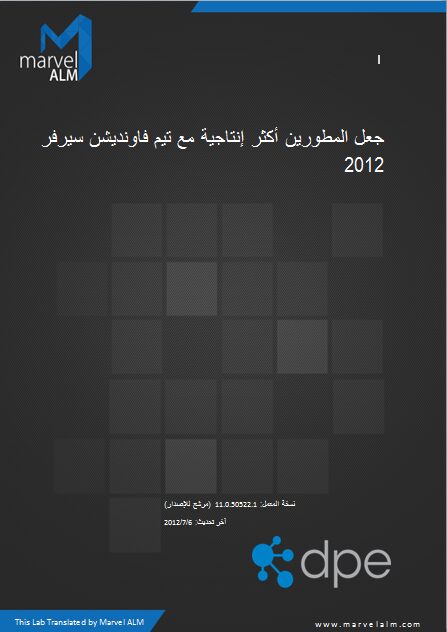 marvel
ALM
I
جعل المطورين أكثر إنتاجية مع تيم فاونديشن سيرفر
2012
نسخة المعمل: 11.0.50522.1 (مرشح للإصدار)
آخر تحديث: 2012/7/6
dpe
This Lab Translated by Marvel ALM
www.marvelalm.com